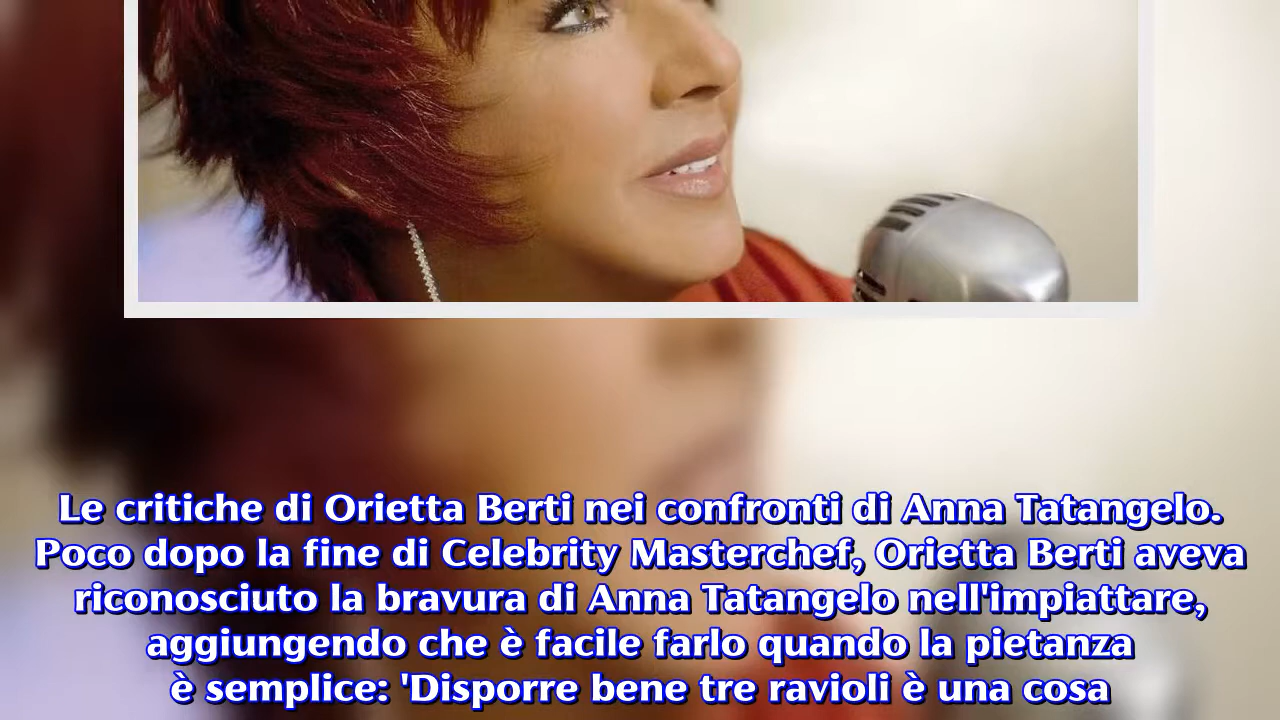 Le critiche di Orietta Berti nei confronti di Anna Tatangelo.
Poco dopo la fine di Celebrity Masterchef, Orietta Berti aveva
riconosciuto la bravura di Anna Tatangelo nell'impiattare,
aggiungendo che è facile farlo quando la pietanza
è semplice: 'Disporre bene tre ravioli è una cosa